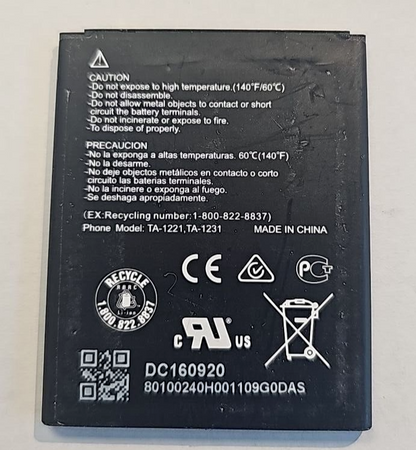 CAUTION
-Do not expose to high temperature.(140°F/60℃)
-Do not disassemble.
-Do not allow metal objects to contact or short
circuit the battery terminals.
-Do not incinerate or expose to fire.
-To dispose of properly.
PRECAUCION
-No la exponga a altas temperaturas. 60℃(140°F)
-No la desarme.
-No deje objectos metálicos en contacto o corto
circuito las baterias terminales.
-No la incinere o exponga al fuego.
-Se deshaga apropiadamente.
(EX:Recycling number:1-800-822-8837)
Phone Model: TA-1221,TA-1231 MADE IN CHINA
RECYCLE
RBRC
Li-ion
1.800.822.8837
CE
PCT
c RU US
DC160920
80100240H001109G0DAS